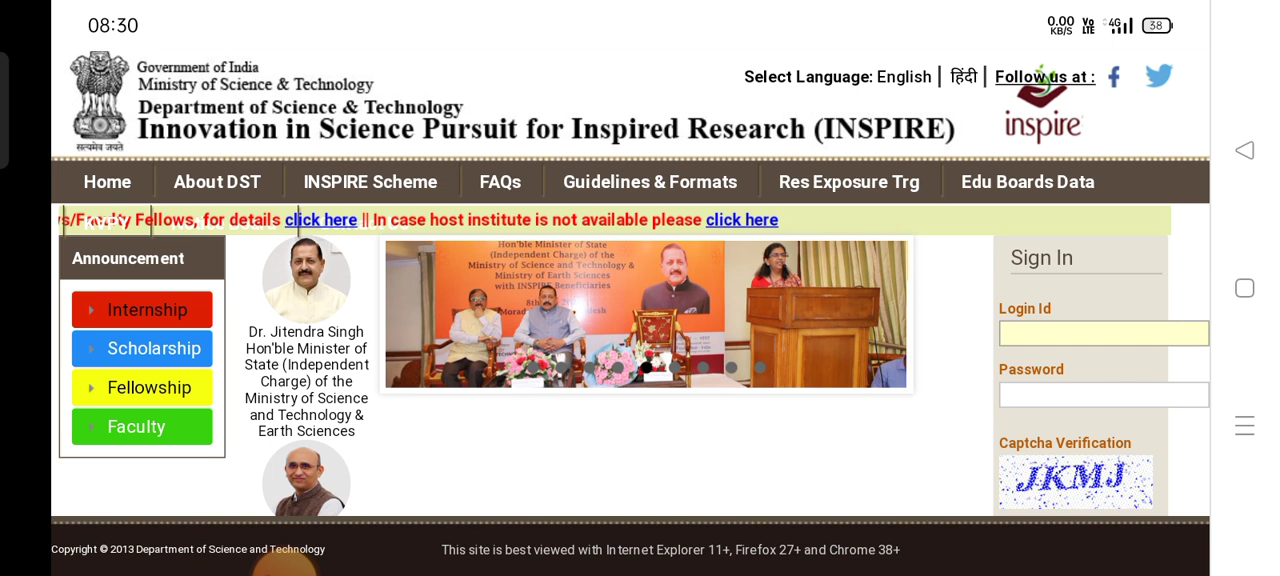 08:30
0.00 KB/S Vo LTE 4G 38
सत्यमेव जयते
Government of India
Ministry of Science & Technology
Department of Science & Technology
Innovation in Science Pursuit for Inspired Research (INSPIRE)
Select Language: English | हिंदी | Follow us at :
inspire
Home About DST INSPIRE Scheme FAQs Guidelines & Formats Res Exposure Trg Edu Boards Data
ys/Faculty Fellows, for details click here || In case host institute is not available please click here
Announcement
Internship
Scholarship
Fellowship
Faculty
Dr. Jitendra Singh
Hon'ble Minister of
State (Independent
Charge) of the
Ministry of Science
and Technology &
Earth Sciences
Hon'ble Minister of State
(Independent Charge) of the
Ministry of Science & Technology &
Ministry of Earth Sciences
with INSPIRE Beneficiaries
Sign In
Login Id
Password
Captcha Verification
JKMJ
Copyright © 2013 Department of Science and Technology
This site is best viewed with Internet Explorer 11+, Firefox 27+ and Chrome 38+